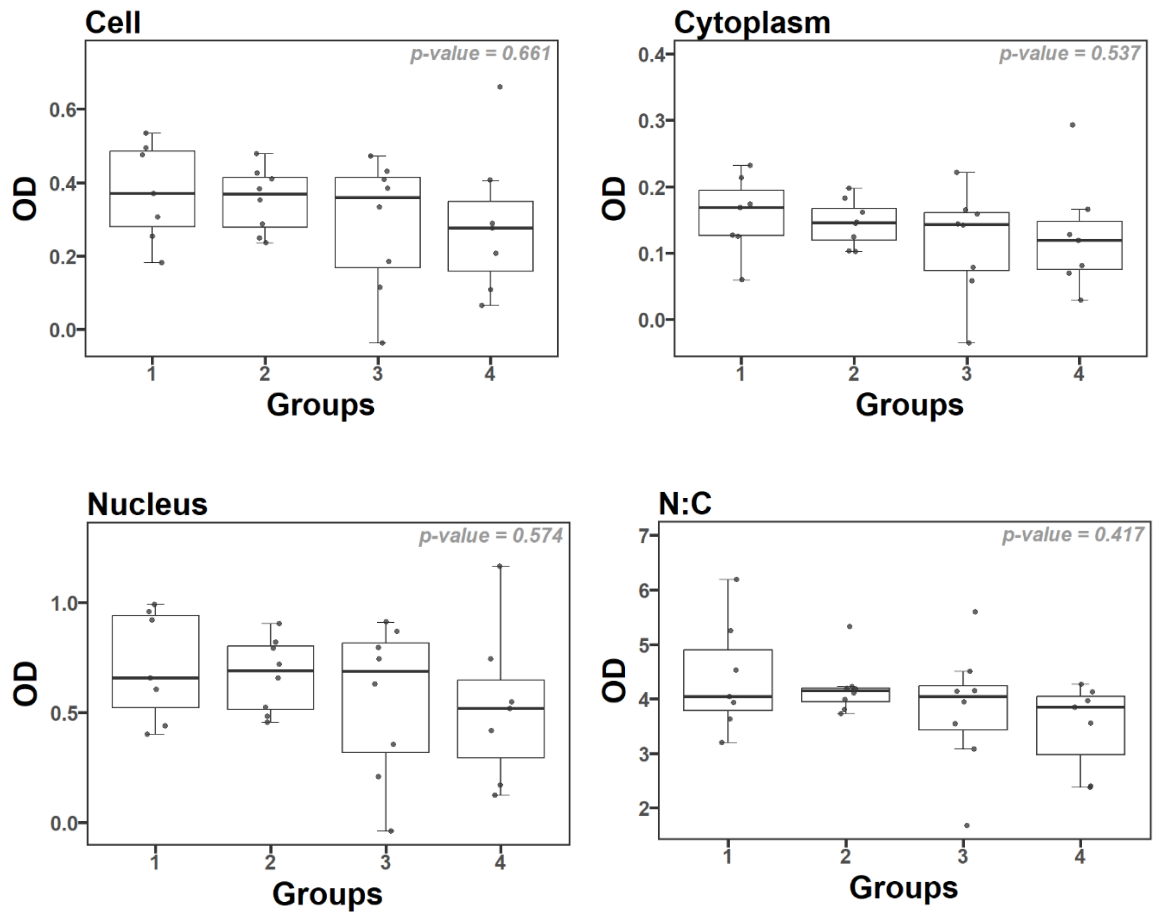 Cell
p-value = 0.661
OD
0.6
0.4
0.2
0.0
1 2 3 4
Groups
Cytoplasm
p-value = 0.537
OD
0.4
0.3
0.2
0.1
0.0
1 2 3 4
Groups
Nucleus
p-value = 0.574
OD
1.0
0.5
0.0
1 2 3 4
Groups
N:C
p-value = 0.417
OD
7
6
5
4
3
2
1 2 3 4
Groups